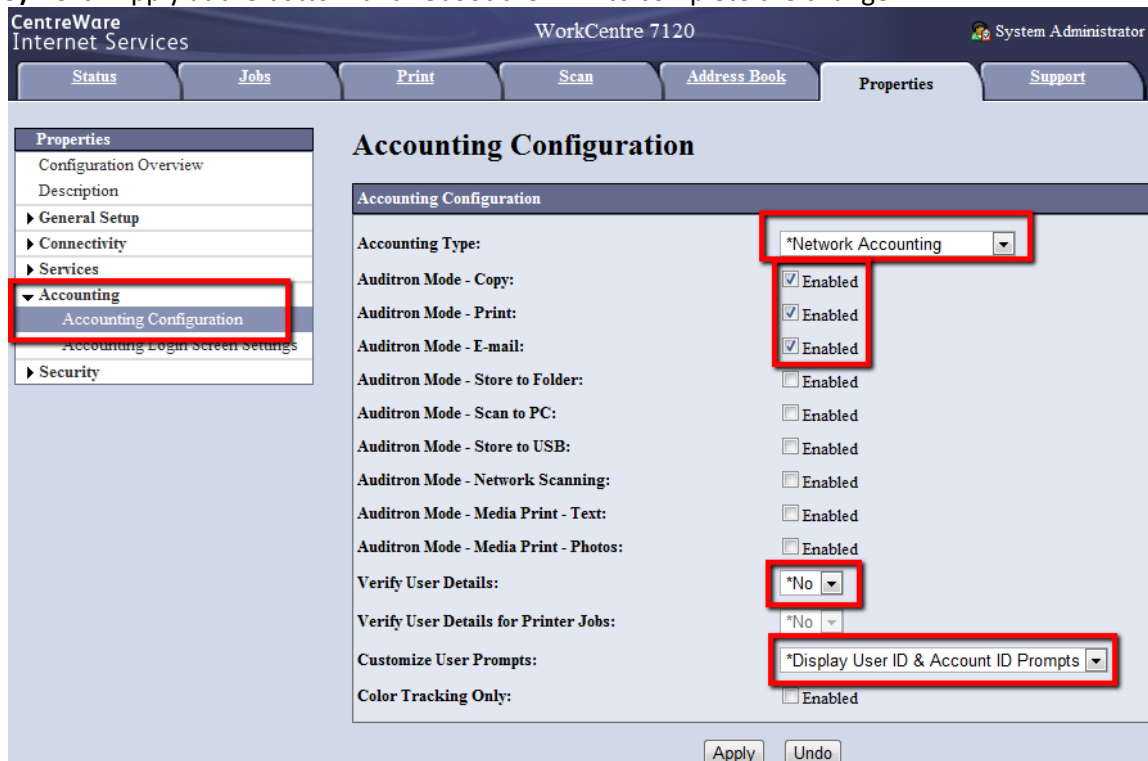 CentreWare
Internet Services
WorkCentre 7120
System Administrator
Status
Jobs
Print
Scan
Address Book
Properties
Support
Properties
Configuration Overview
Description
General Setup
Connectivity
Services
Accounting
Accounting Configuration
Accounting Login Screen Settings
Security
Accounting Configuration
Accounting Configuration
Accounting Type: *Network Accounting
Auditron Mode - Copy: Enabled
Auditron Mode - Print: Enabled
Auditron Mode - E-mail: Enabled
Auditron Mode - Store to Folder: Enabled
Auditron Mode - Scan to PC: Enabled
Auditron Mode - Store to USB: Enabled
Auditron Mode - Network Scanning: Enabled
Auditron Mode - Media Print - Text: Enabled
Auditron Mode - Media Print - Photos: Enabled
Verify User Details: *No
Verify User Details for Printer Jobs: *No
Customize User Prompts: *Display User ID & Account ID Prompts
Color Tracking Only: Enabled
Apply Undo